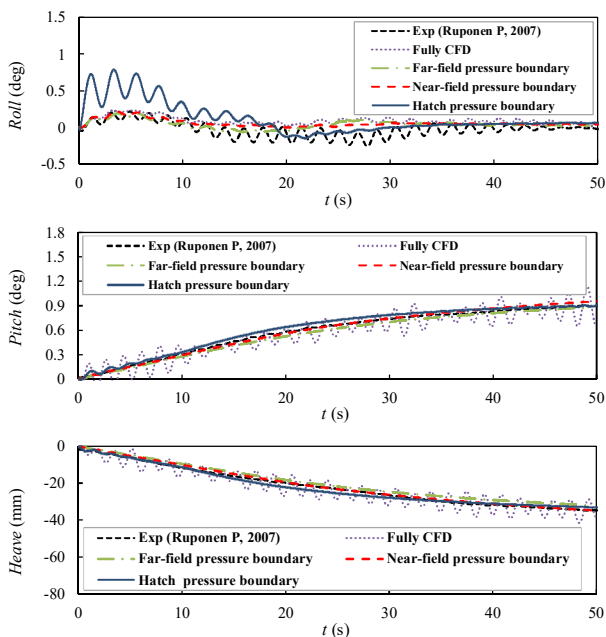 1.5
1
0.5
0
-0.5
Roll (deg)
Exp (Ruponen P, 2007)
Fully CFD
Far-field pressure boundary
Near-field pressure boundary
Hatch pressure boundary
0 10 20 30 40 50
t (s)
1.8
1.5
1.2
0.9
0.6
0.3
0
Pitch (deg)
Exp (Ruponen P, 2007) Fully CFD
Far-field pressure boundary Near-field pressure boundary
Hatch pressure boundary
0 10 20 30 40 50
t (s)
0
-20
-40
-60
-80
Heave (mm)
Exp (Ruponen P, 2007) Fully CFD
Far-field pressure boundary Near-field pressure boundary
Hatch pressure boundary
0 10 20 30 40 50
t (s)